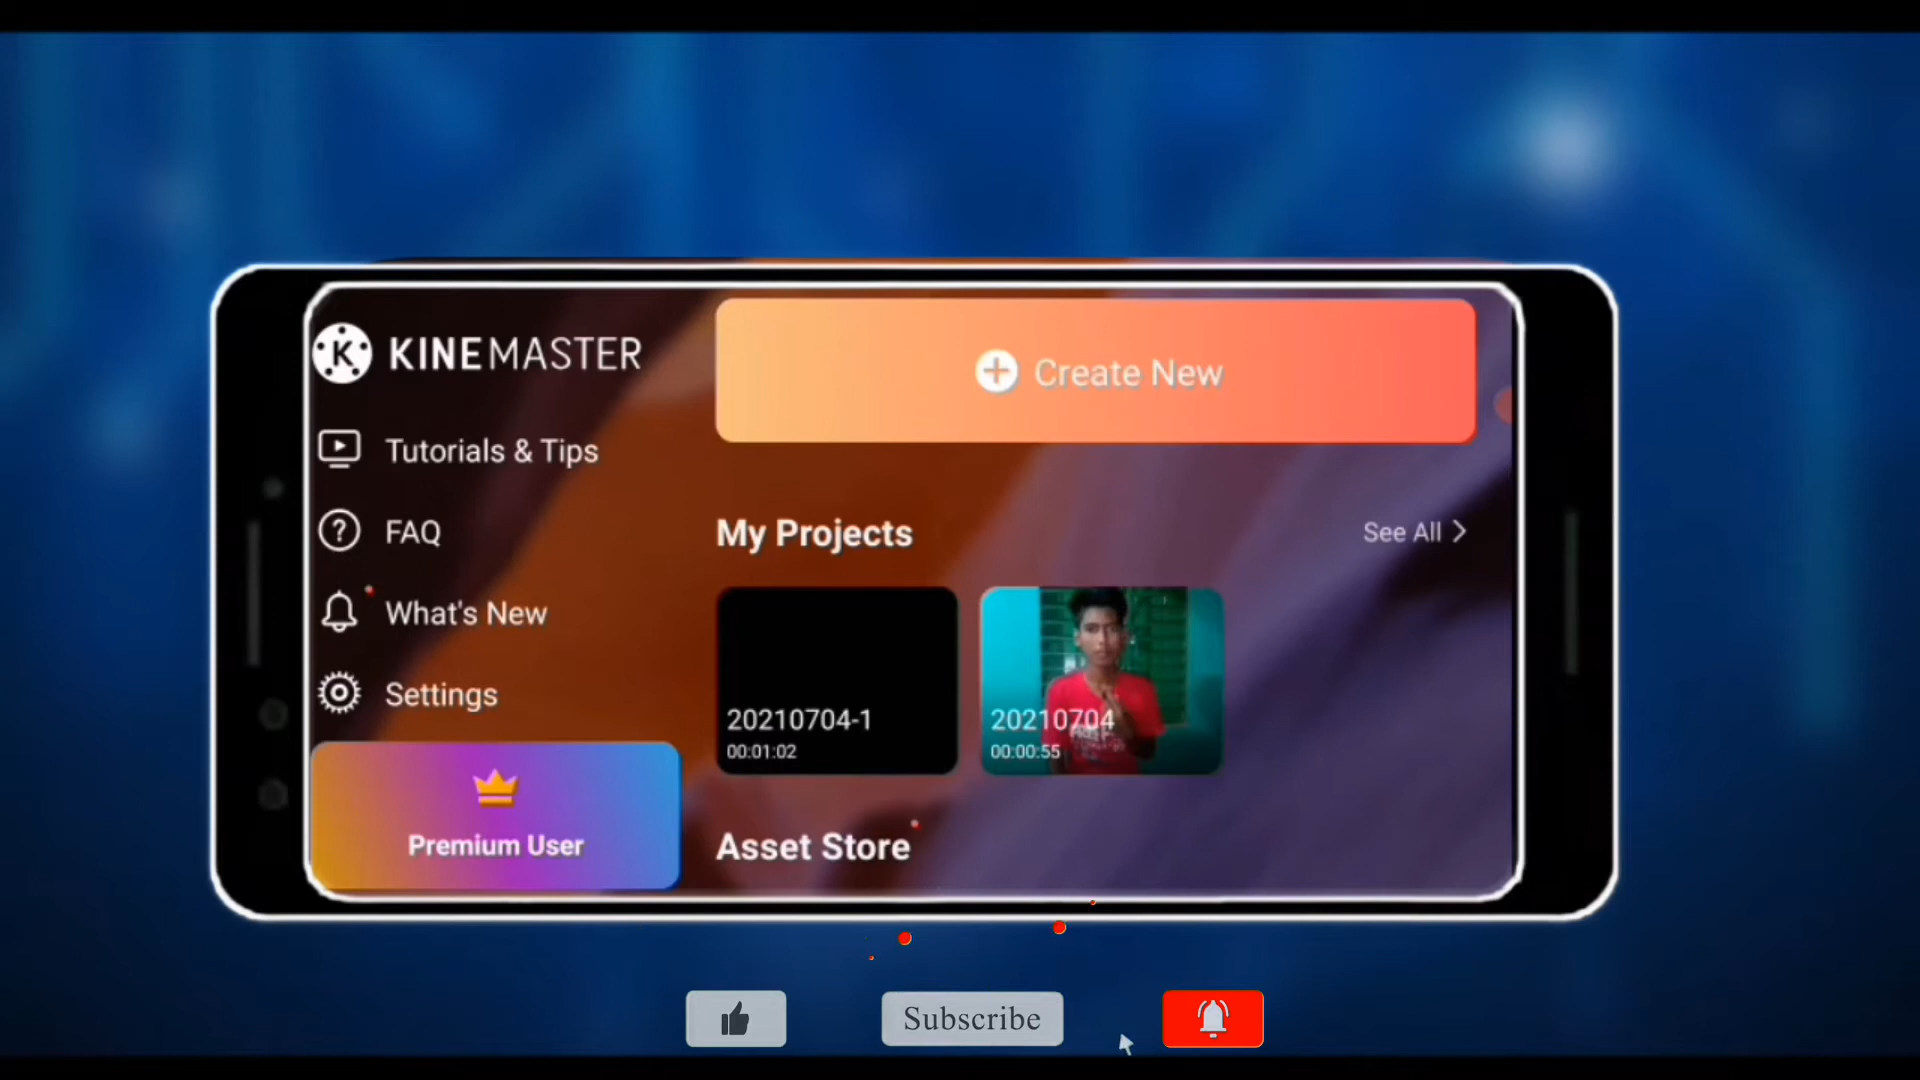 KINEMASTER
Tutorials & Tips
FAQ
What's New
Settings
Premium User
Create New
My Projects
See All
20210704-1
00:01:02
20210704
00:00:55
Asset Store
Subscribe